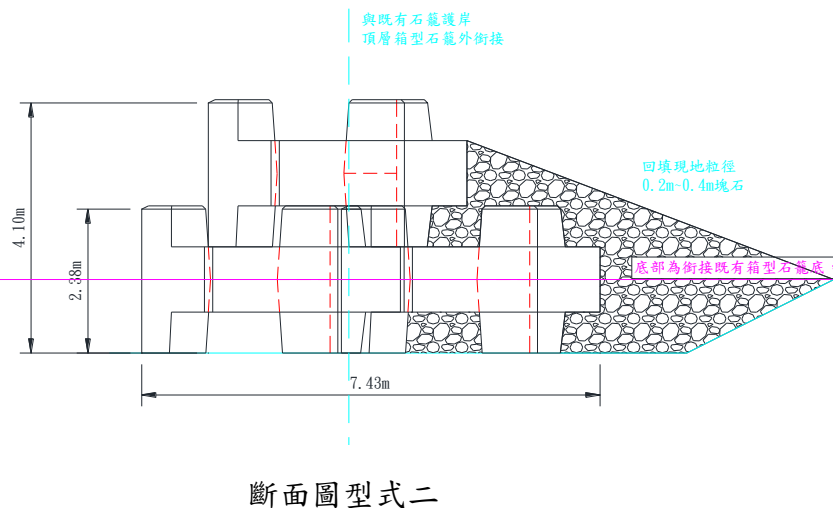 與既有石籠護岸
頂層箱型石籠外銜接
回填現地粒徑
0.2m~0.4m塊石
4.10m
2.38m
底部為銜接既有箱型石籠底
7.43m
斷面圖型式二